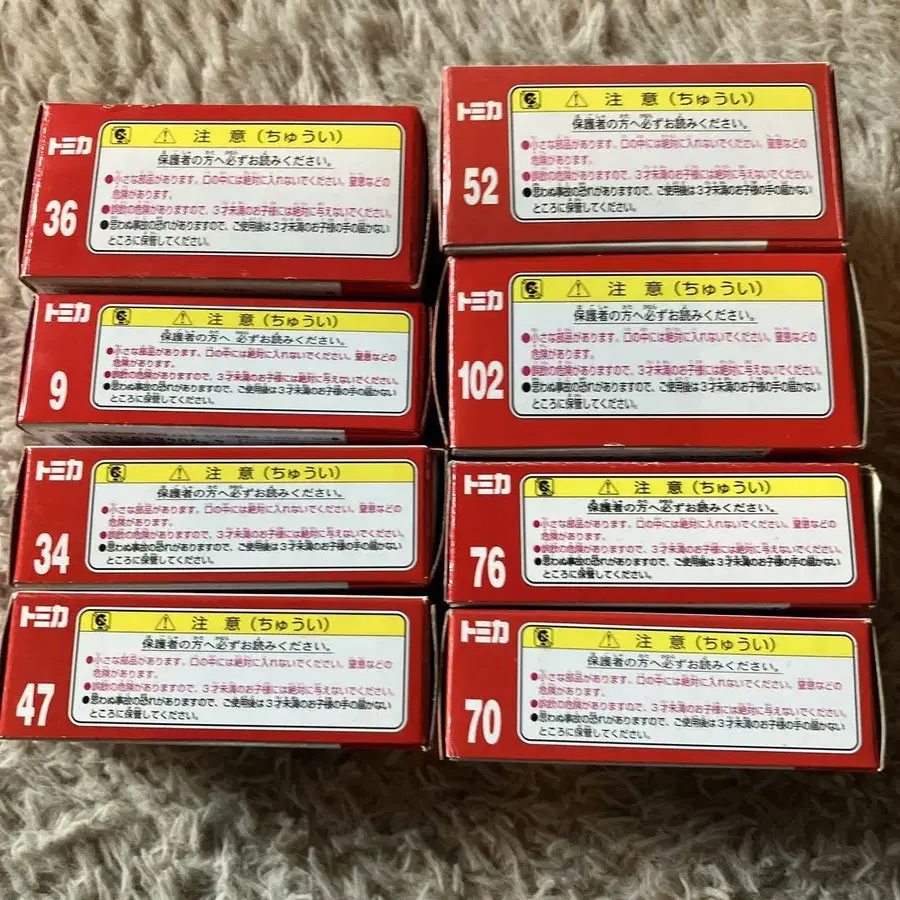 トミカ
36
注意(ちゅうい)
保護者の方へ必ずお読みください。
●小さな部品があります。口の中には絶対に入れないでください。窒息などの
危険があります。
●誤飲の危険がありますので、3才未満のお子様には絶対に与えないでください。
●思わぬ事故の恐れがありますので、ご使用後は3才未満のお子様の手の届かない
ところに保管してください。
トミカ
9
注意(ちゅうい)
保護者の方へ必ずお読みください。
●小さな部品があります。口の中には絶対に入れないでください。窒息などの
危険があります。
●誤飲の危険がありますので、3才未満のお子様には絶対に与えないでください。
●思わぬ事故の恐れがありますので、ご使用後は3才未満のお子様の手の届かない
ところに保管してください。
トミカ
34
注意(ちゅうい)
保護者の方へ必ずお読みください。
●小さな部品があります。口の中には絶対に入れないでください。窒息などの
危険があります。
●誤飲の危険がありますので、3才未満のお子様には絶対に与えないでください。
●思わぬ事故の恐れがありますので、ご使用後は3才未満のお子様の手の届かない
ところに保管してください。
トミカ
47
注意(ちゅうい)
保護者の方へ必ずお読みください。
●小さな部品があります。口の中には絶対に入れないでください。窒息などの
危険があります。
●誤飲の危険がありますので、3才未満のお子様には絶対に与えないでください。
●思わぬ事故の恐れがありますので、ご使用後は3才未満のお子様の手の届かない
ところに保管してください。
トミカ
52
注意(ちゅうい)
保護者の方へ必ずお読みください。
●小さな部品があります。口の中には絶対に入れないでください。窒息などの
危険があります。
●誤飲の危険がありますので、3才未満のお子様には絶対に与えないでください。
●思わぬ事故の恐れがありますので、ご使用後は3才未満のお子様の手の届かない
ところに保管してください。
トミカ
102
注意(ちゅうい)
保護者の方へ必ずお読みください。
●小さな部品があります。口の中には絶対に入れないでください。窒息などの
危険があります。
●誤飲の危険がありますので、3才未満のお子様には絶対に与えないでください。
●思わぬ事故の恐れがありますので、ご使用後は3才未満のお子様の手の届かない
ところに保管してください。
トミカ
76
注意(ちゅうい)
保護者の方へ必ずお読みください。
●小さな部品があります。口の中には絶対に入れないでください。窒息などの
危険があります。
●誤飲の危険がありますので、3才未満のお子様には絶対に与えないでください。
●思わぬ事故の恐れがありますので、ご使用後は3才未満のお子様の手の届かない
ところに保管してください。
トミカ
70
注意(ちゅうい)
保護者の方へ必ずお読みください。
●小さな部品があります。口の中には絶対に入れないでください。窒息などの
危険があります。
●誤飲の危険がありますので、3才未満のお子様には絶対に与えないでください。
●思わぬ事故の恐れがありますので、ご使用後は3才未満のお子様の手の届かない
ところに保管してください。